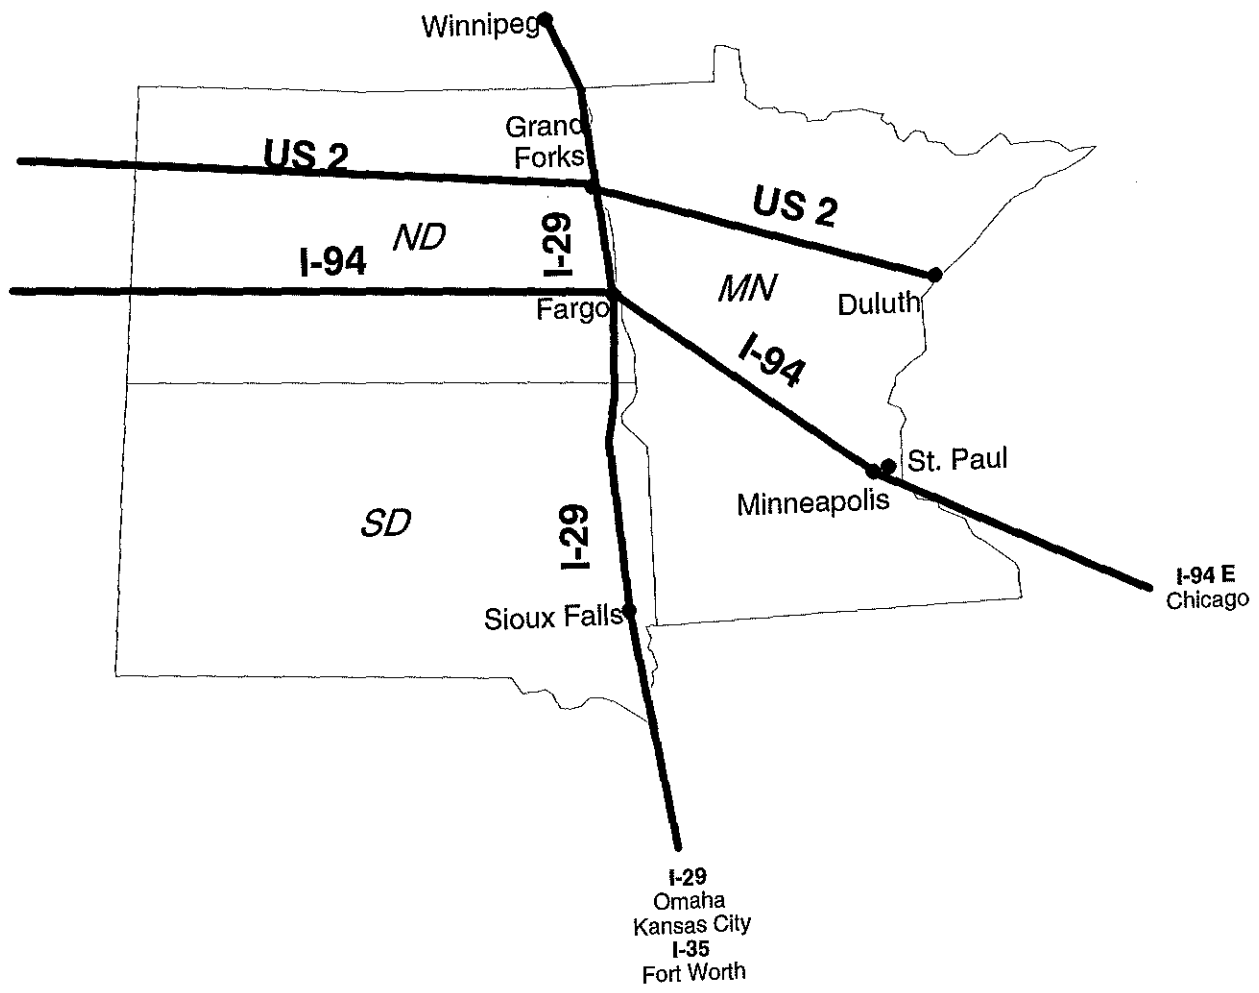 Winnipeg
Grand
Forks
US 2
US 2
ND
I-29
I-94
MN
Fargo
Duluth
I-94
St. Paul
Minneapolis
SD
I-29
I-94 E
Chicago
Sioux Falls
I-29
Omaha
Kansas City
I-35
Fort Worth